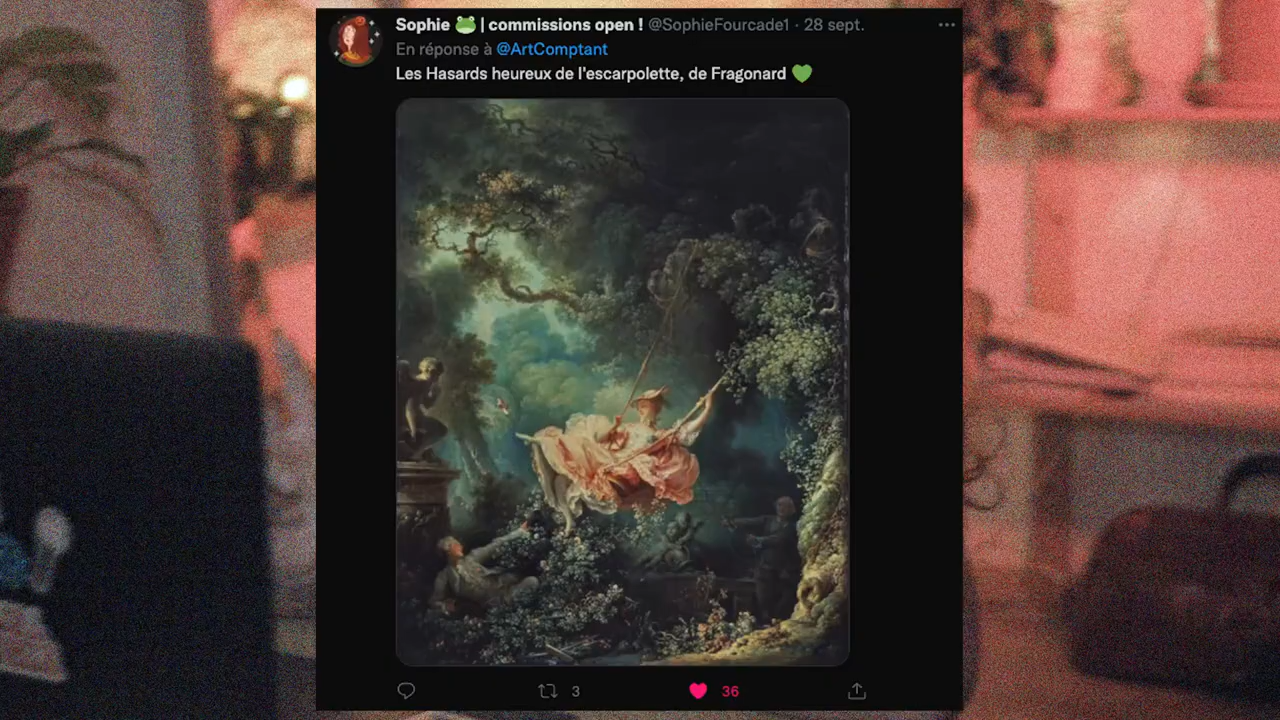 Sophie 🐸 | commissions open ! @SophieFourcade1 · 28 sept.
En réponse à @ArtComptant
Les Hasards heureux de l'escarpolette, de Fragonard 💚
3
36